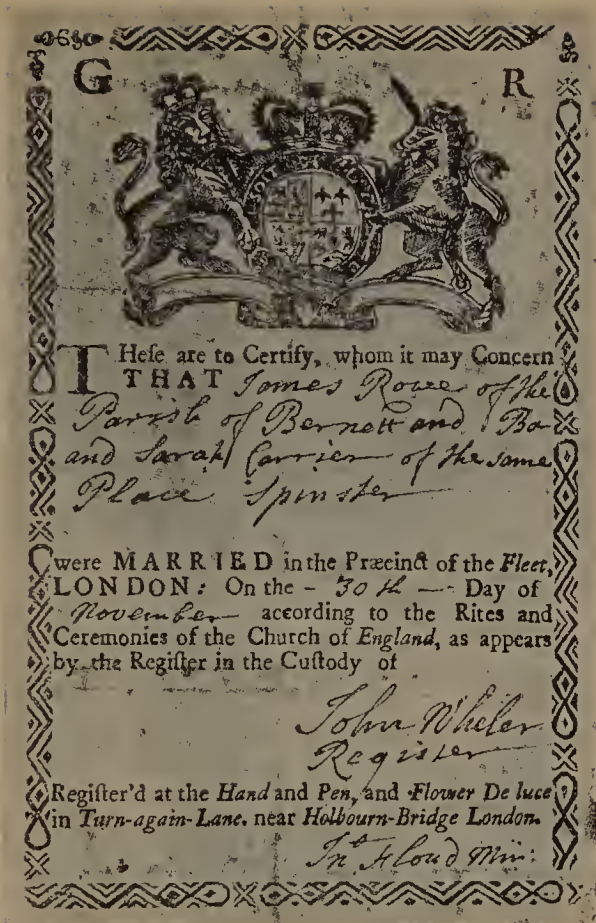 G R
THeſe are to Certify, whom it may Concern
THAT James Rowe of the
Parish of Bernett and Ba
and Sarah Carrier of the same
Place Spinster
were MARRIED in the Præcinct of the Fleet,
LONDON: On the - 30th - Day of
November according to the Rites and
Ceremonies of the Church of England, as appears
by the Regiſter in the Cuſtody of
John Wheler
Register
Regiſter'd at the Hand and Pen, and Flower De luce
in Turn-again-Lane. near Holbourn-Bridge London.
Jnº Floud Min: